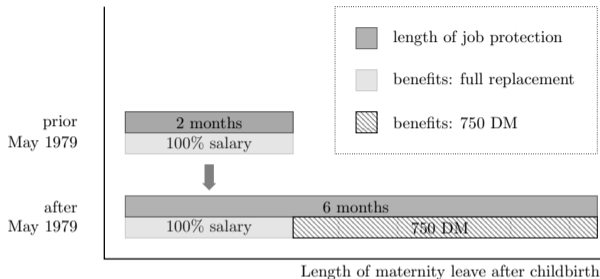 length of job protection
benefits: full replacement
benefits: 750 DM
prior
May 1979
2 months
100% salary
after
May 1979
6 months
100% salary
750 DM
Length of maternity leave after childbirth